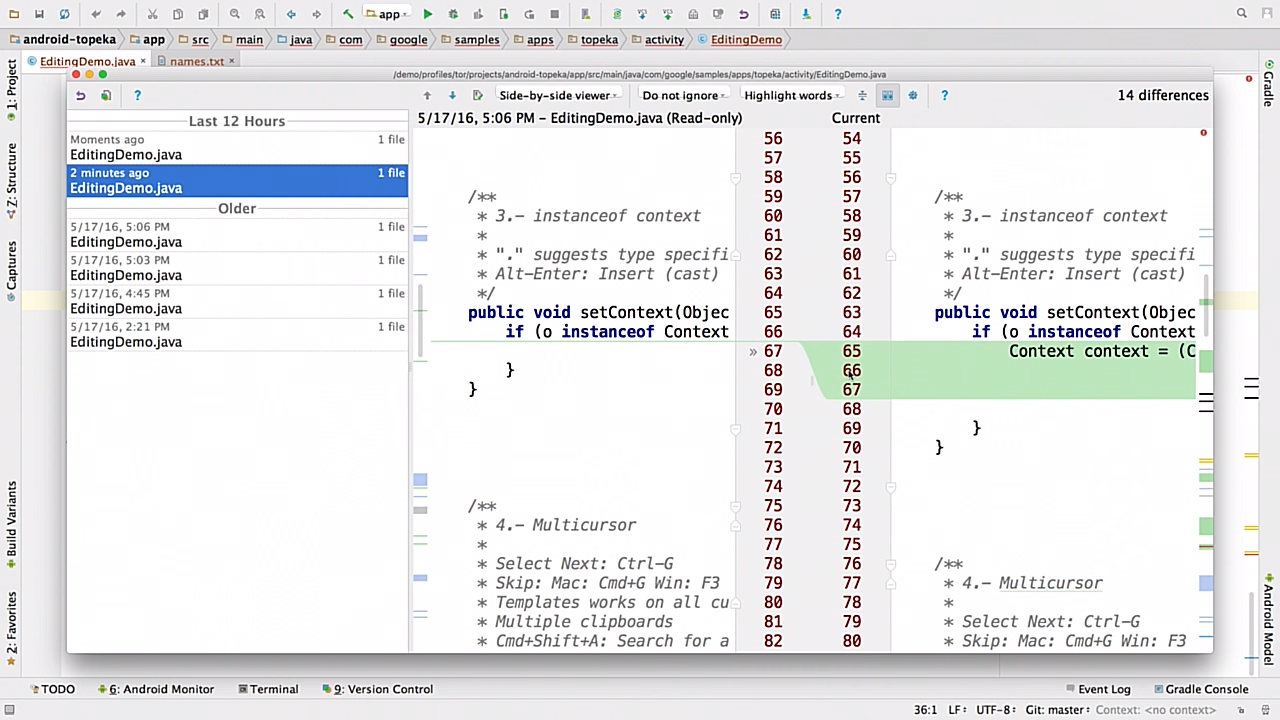 app
android-topeka app src main java com google samples apps topeka activity EditingDemo
EditingDemo.java × names.txt ×
/demo/profiles/tor/projects/android-topeka/app/src/main/java/com/google/samples/apps/topeka/activity/EditingDemo.java
? Side-by-side viewer Do not ignore Highlight words ? 14 differences
Last 12 Hours
Moments ago 1 file
EditingDemo.java
2 minutes ago 1 file
EditingDemo.java
Older
5/17/16, 5:06 PM 1 file
EditingDemo.java
5/17/16, 5:03 PM 1 file
EditingDemo.java
5/17/16, 4:45 PM 1 file
EditingDemo.java
5/17/16, 2:21 PM 1 file
EditingDemo.java
5/17/16, 5:06 PM – EditingDemo.java (Read-only) Current
56 54
57 55
58 56
/** 59 57 /**
* 3.- instanceof context 60 58 * 3.- instanceof context
* 61 59 *
* "." suggests type specifi 62 60 * "." suggests type specifi
* Alt-Enter: Insert (cast) 63 61 * Alt-Enter: Insert (cast)
*/ 64 62 */
public void setContext(Objec 65 63 public void setContext(Objec
if (o instanceof Context 66 64 if (o instanceof Context
» 67 65 Context context = (C
} 68 66
} 69 67
70 68
71 69 }
72 70 }
73 71
74 72
/** 75 73
* 4.- Multicursor 76 74
* 77 75
* Select Next: Ctrl-G 78 76 /**
* Skip: Mac: Cmd+G Win: F3 79 77 * 4.- Multicursor
* Templates works on all cu 80 78 *
* Multiple clipboards 81 79 * Select Next: Ctrl-G
* Cmd+Shift+A: Search for a 82 80 * Skip: Mac: Cmd+G Win: F3
1: Project
Z: Structure
Captures
Build Variants
2: Favorites
Gradle
Android Model
TODO 6: Android Monitor Terminal 9: Version Control Event Log Gradle Console
36:1 LF UTF-8 Git: master Context: <no context>